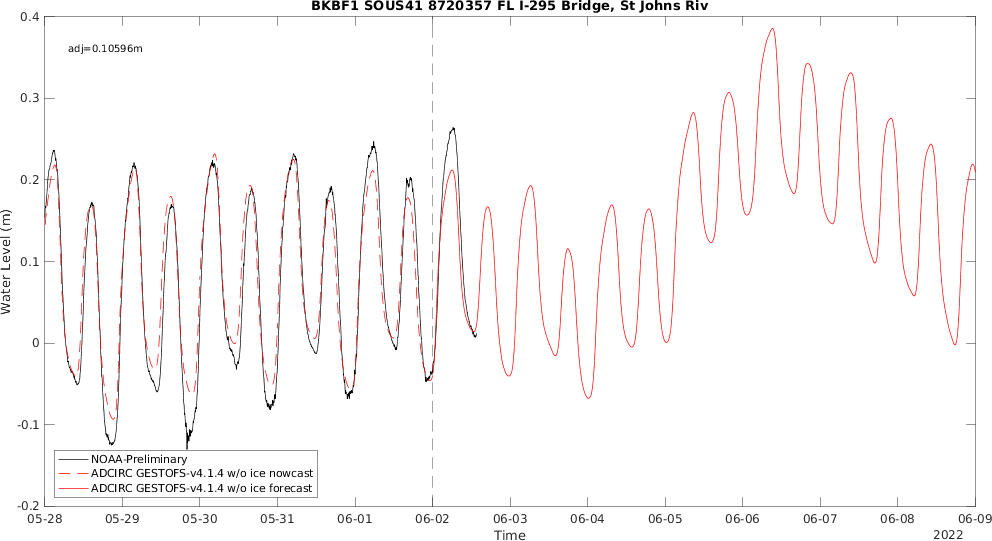 BKBF1 SOUS41 8720357 FL I-295 Bridge, St Johns Riv
0.4
adj=0.10596m
0.3
0.2
0.1
0
-0.1
-0.2
Water Level (m)
NOAA-Preliminary
ADCIRC GESTOFS-v4.1.4 w/o ice nowcast
ADCIRC GESTOFS-v4.1.4 w/o ice forecast
05-28 05-29 05-30 05-31 06-01 06-02 06-03 06-04 06-05 06-06 06-07 06-08 06-09
Time
2022